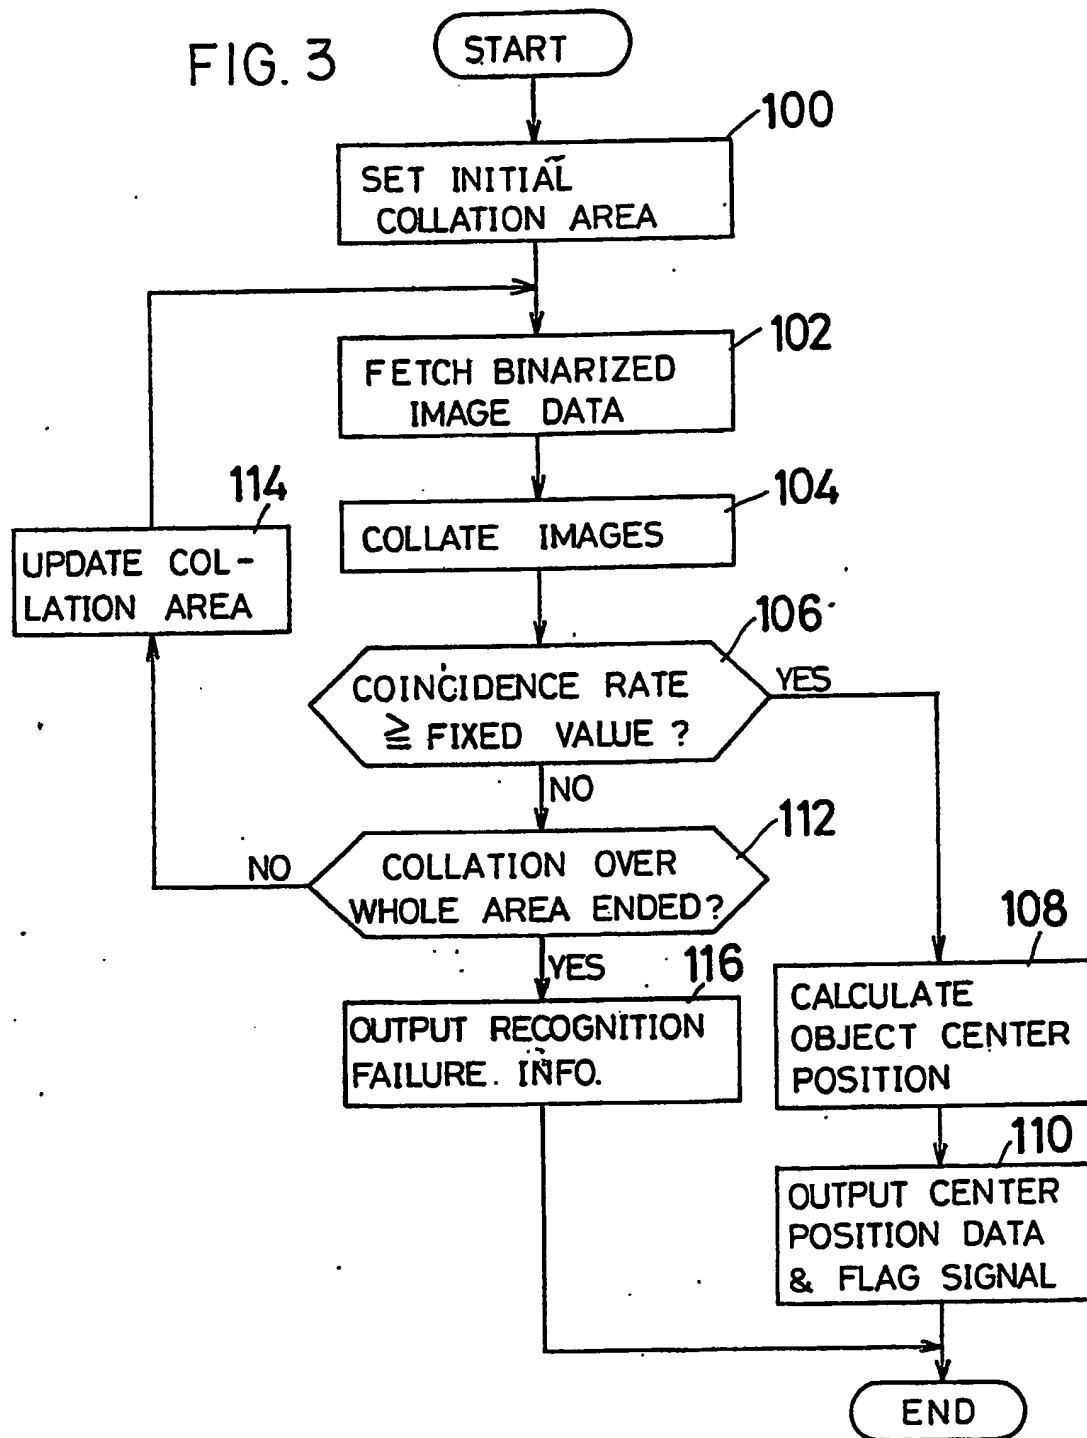 FIG. 3
START
100
SET INITIAL
COLLATION AREA
102
FETCH BINARIZED
IMAGE DATA
104
COLLATE IMAGES
114
UPDATE COL-
LATION AREA
106
COINCIDENCE RATE
≧ FIXED VALUE ?
YES
NO
112
COLLATION OVER
WHOLE AREA ENDED?
NO
YES
116
OUTPUT RECOGNITION
FAILURE. INFO.
108
CALCULATE
OBJECT CENTER
POSITION
110
OUTPUT CENTER
POSITION DATA
& FLAG SIGNAL
END